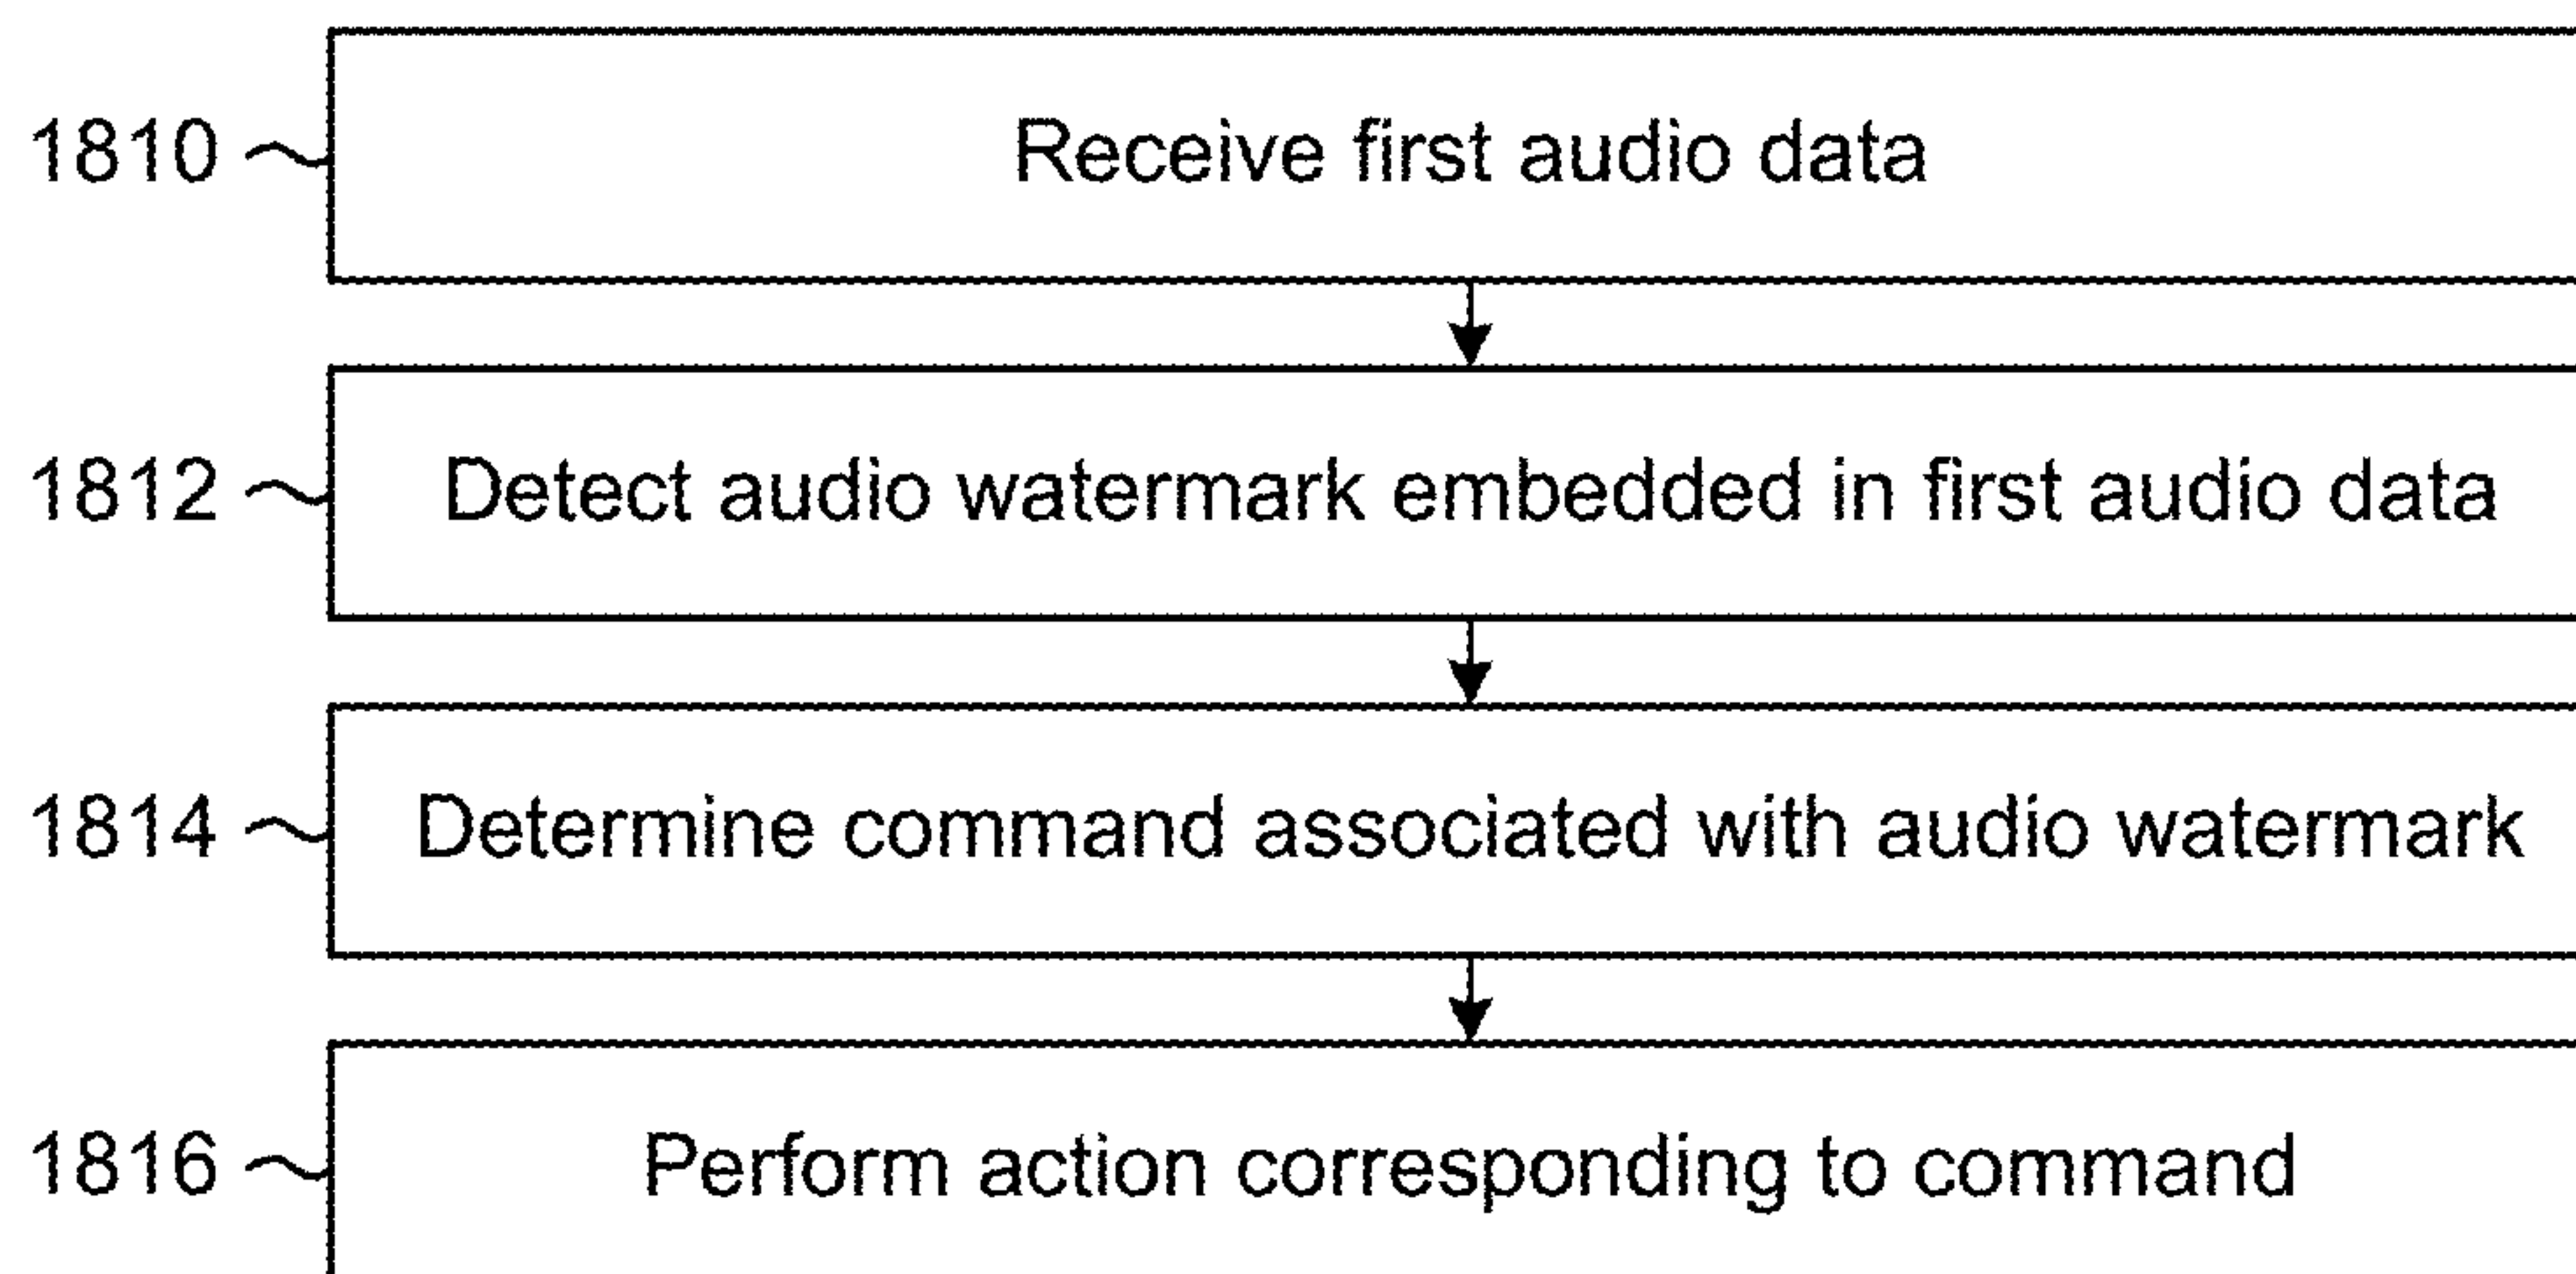 1810 Receive first audio data
1812 Detect audio watermark embedded in first audio data
1814 Determine command associated with audio watermark
1816 Perform action corresponding to command